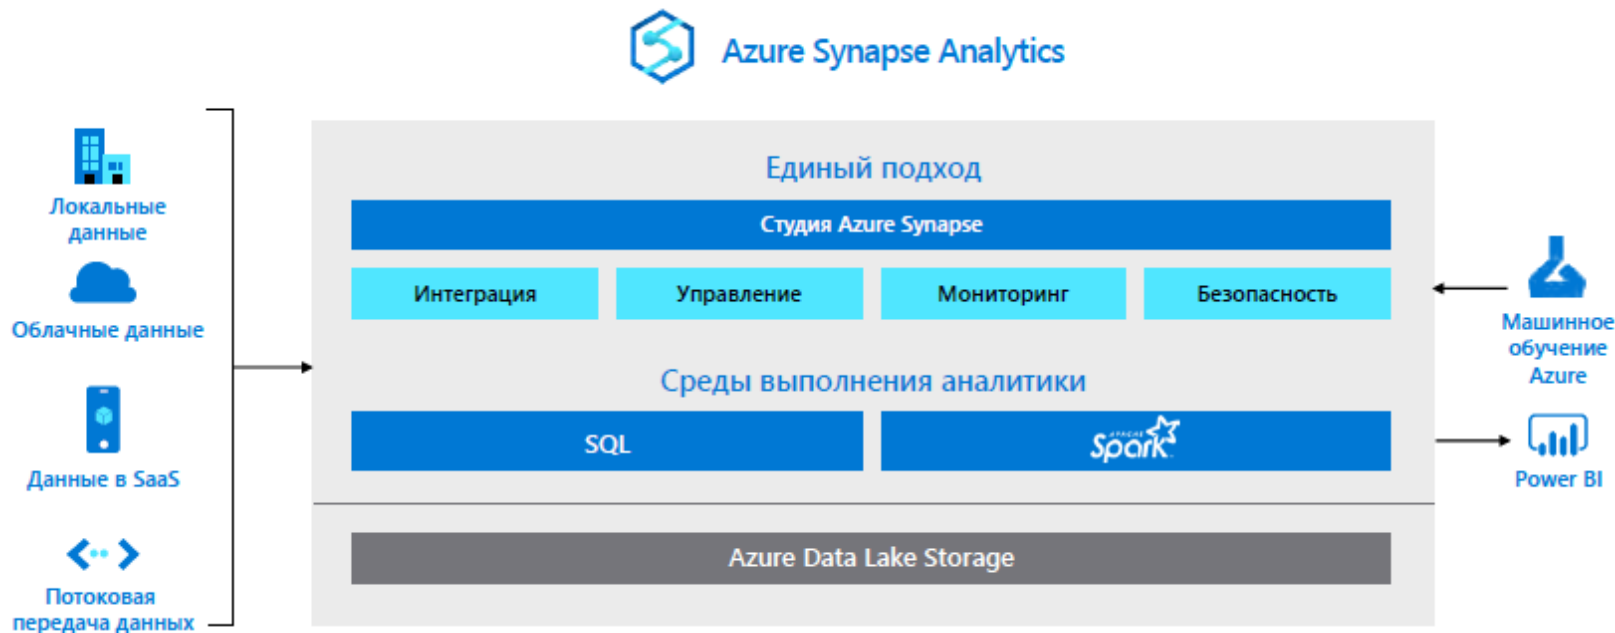 Azure Synapse Analytics
Локальные
данные
Облачные данные
Данные в SaaS
Потоковая
передача данных
Единый подход
Студия Azure Synapse
Интеграция
Управление
Мониторинг
Безопасность
Среды выполнения аналитики
SQL
APACHE
Spark
Azure Data Lake Storage
Машинное
обучение
Azure
Power BI